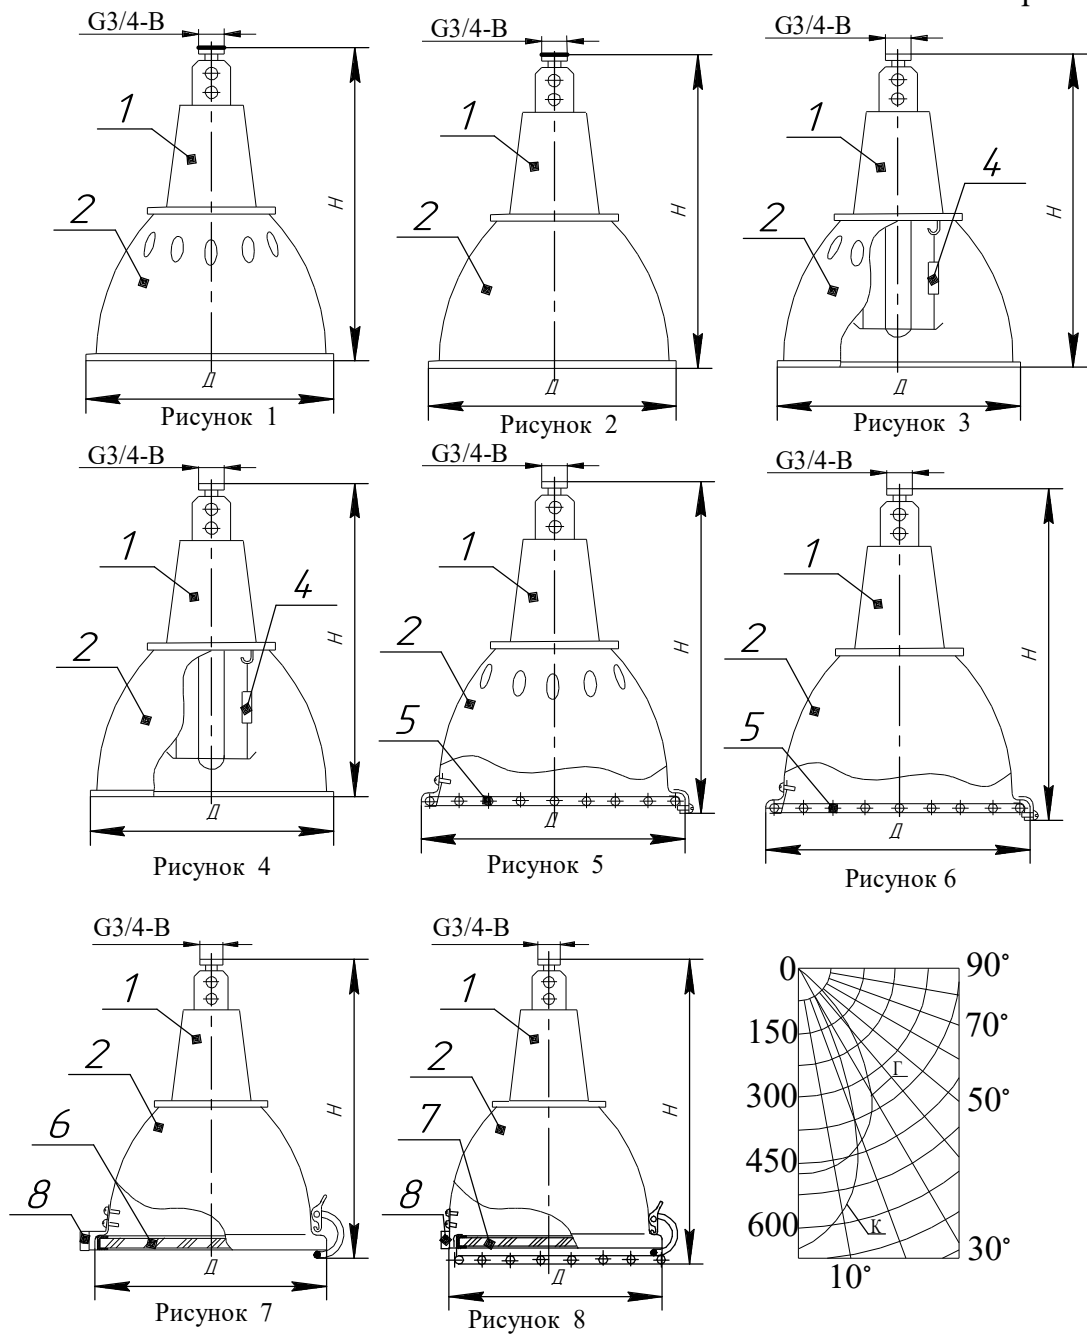 р
G3/4-B
1
2
H
Д
Рисунок 1
G3/4-B
1
2
H
Д
Рисунок 2
G3/4-B
1
4
2
H
Д
Рисунок 3
G3/4-B
1
4
2
H
Д
Рисунок 4
G3/4-B
1
2
5
H
Д
Рисунок 5
G3/4-B
1
2
5
H
Д
Рисунок 6
G3/4-B
1
2
6
8
H
Д
Рисунок 7
G3/4-B
1
2
7
8
H
Д
Рисунок 8
0
150
300
450
600
90°
70°
50°
30°
10°
Г
К